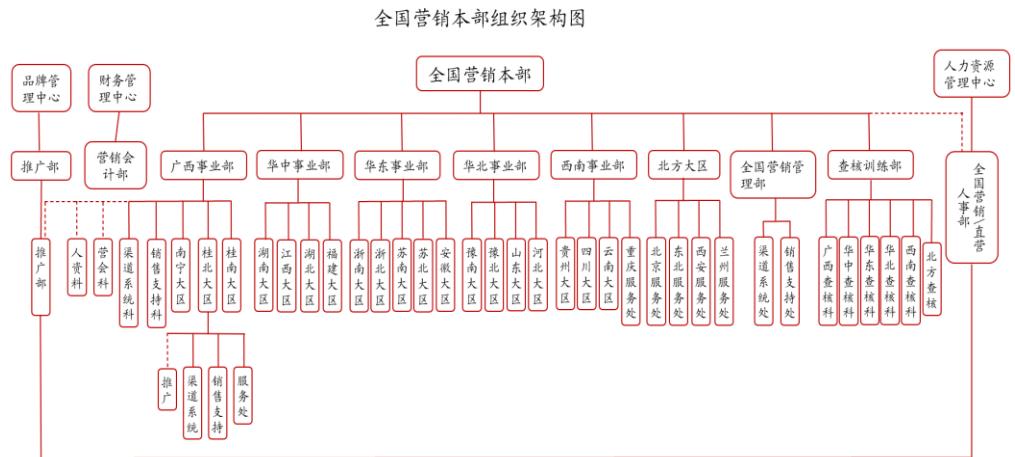 全国营销本部组织架构图
品牌管
理中心
财务管
理中心
全国营销本部
人力资源
管理中心
推广部
营销会
计部
广西事业部
华中事业部
华东事业部
华北事业部
西南事业部
北方大区
全国营销管
理部
查核训练部
全国营销/直营
人事部
推广部
人资科
营会科
渠道系统科
销售支持科
南宁大区
桂北大区
桂南大区
湖南大区
江西大区
湖北大区
福建大区
浙南大区
浙北大区
苏南大区
苏北大区
安徽大区
豫南大区
豫北大区
山东大区
河北大区
贵州大区
四川大区
云南大区
重庆服务处
北京服务处
东北服务处
西安服务处
兰州服务处
渠道系统处
销售支持处
广西查核科
华中查核科
华东查核科
华北查核科
西南查核科
北方查核
推广
渠道系统
销售支持
服务处